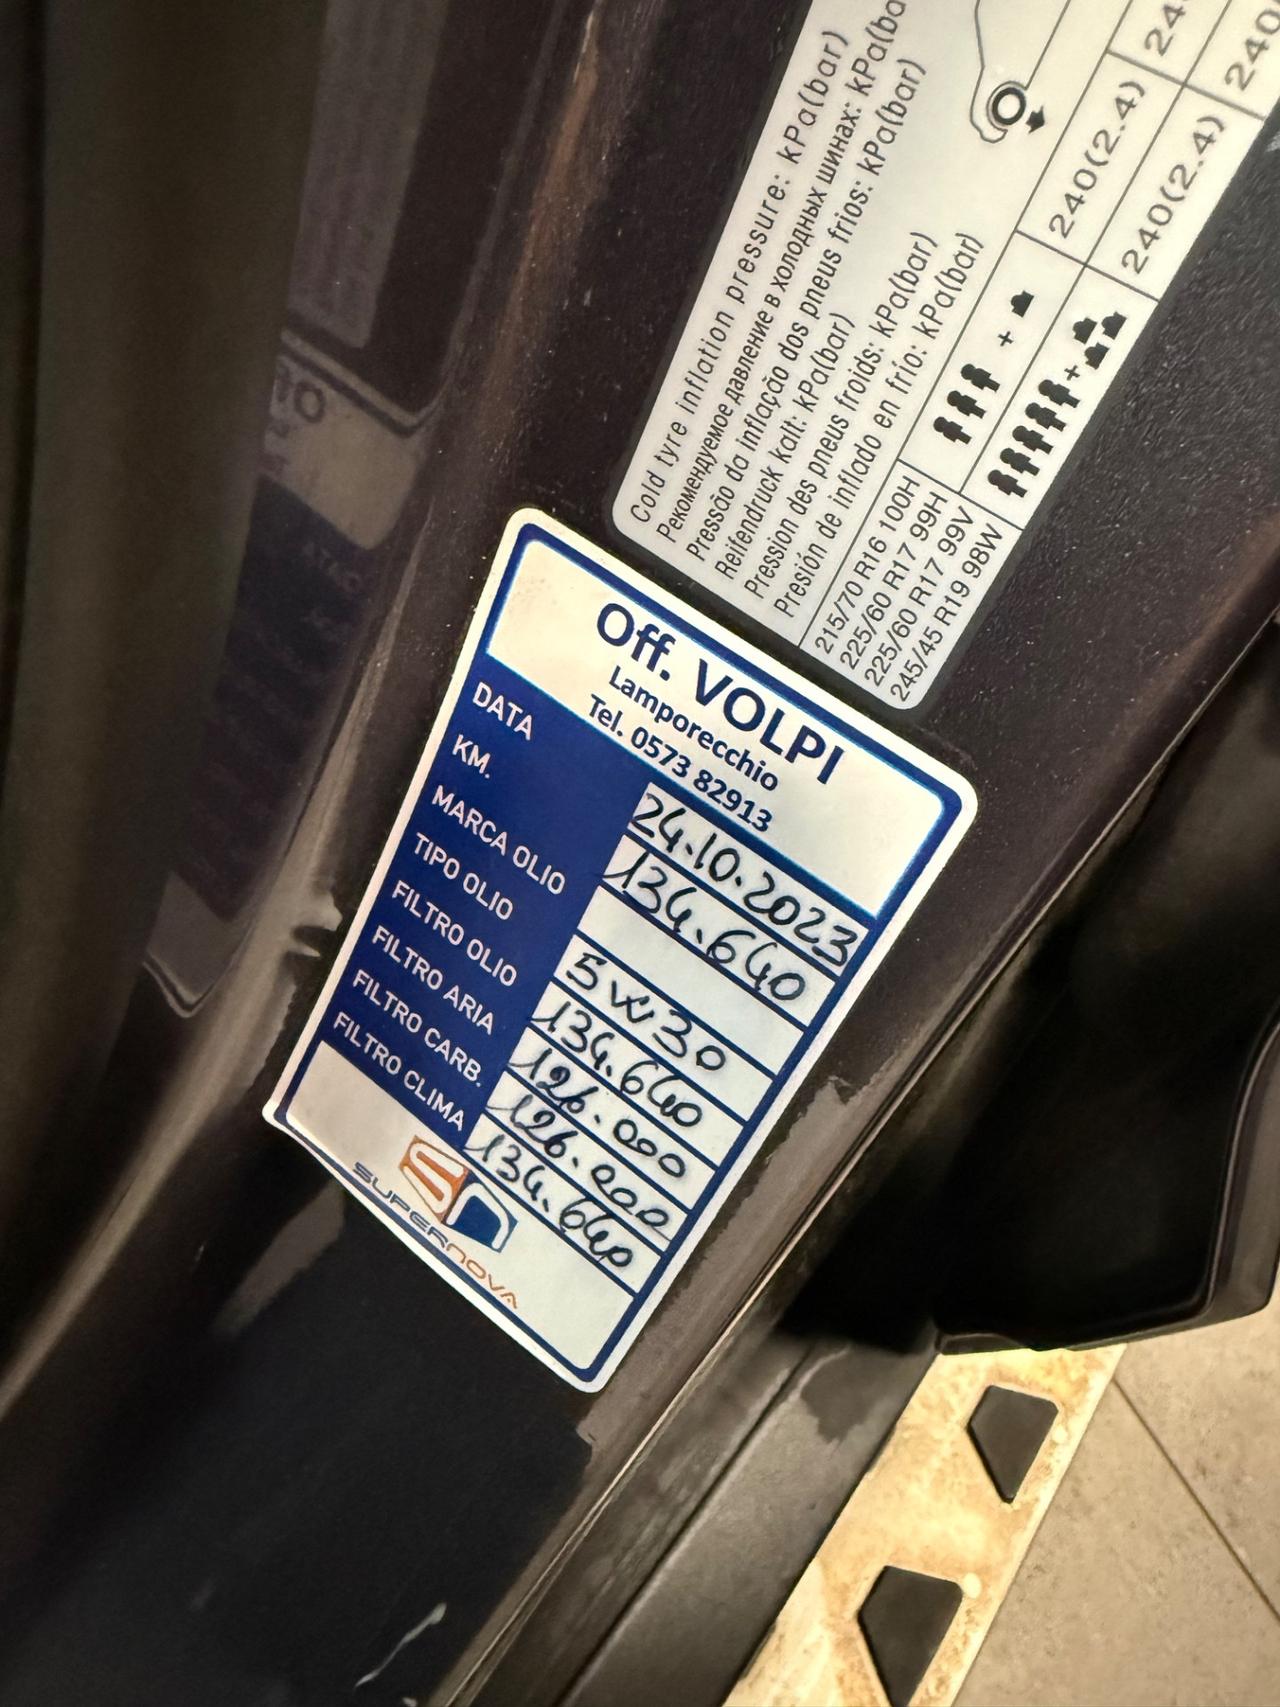 Cold tyre inflation pressure: kPa(bar)
Рекомендуемое давление в холодных шинах: kPa(ba
Pressão da inflação dos pneus frios: kPa(bar)
Reifendruck kalt: kPa(bar)
Pression des pneus froids: kPa(bar)
Presión de inflado en frío: kPa(bar)
215/70 R16 100H
225/60 R17 99H
225/60 R17 99V
245/45 R19 98W
+ 240(2.4) 24
+ 240(2.4) 240
Off. VOLPI
Lamporecchio
Tel. 0573 82913
DATA 24.10.2023
KM. 134.640
MARCA OLIO
TIPO OLIO 5W30
FILTRO OLIO 134.640
FILTRO ARIA 126.000
FILTRO CARB. 126.000
FILTRO CLIMA 134.640
SN
SUPERNOVA